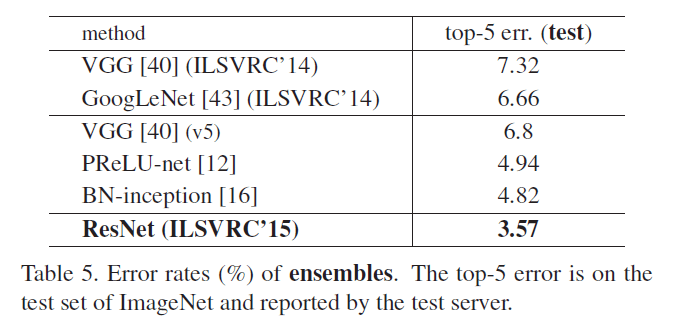 method top-5 err. (test)
VGG [40] (ILSVRC’14) 7.32
GoogLeNet [43] (ILSVRC’14) 6.66
VGG [40] (v5) 6.8
PReLU-net [12] 4.94
BN-inception [16] 4.82
ResNet (ILSVRC’15) 3.57
Table 5. Error rates (%) of ensembles. The top-5 error is on the
test set of ImageNet and reported by the test server.